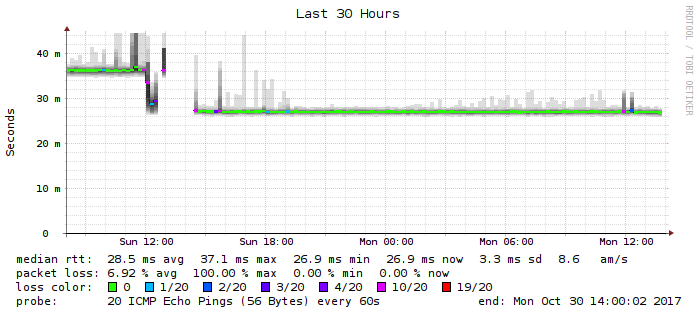 Last 30 Hours
RRDTOOL / TOBI OETIKER
Seconds
40 m
30 m
20 m
10 m
0
Sun 12:00 Sun 18:00 Mon 00:00 Mon 06:00 Mon 12:00
median rtt: 28.5 ms avg 37.1 ms max 26.9 ms min 26.9 ms now 3.3 ms sd 8.6 am/s
packet loss: 6.92 % avg 100.00 % max 0.00 % min 0.00 % now
loss color: 0 1/20 2/20 3/20 4/20 10/20 19/20
probe: 20 ICMP Echo Pings (56 Bytes) every 60s end: Mon Oct 30 14:00:02 2017